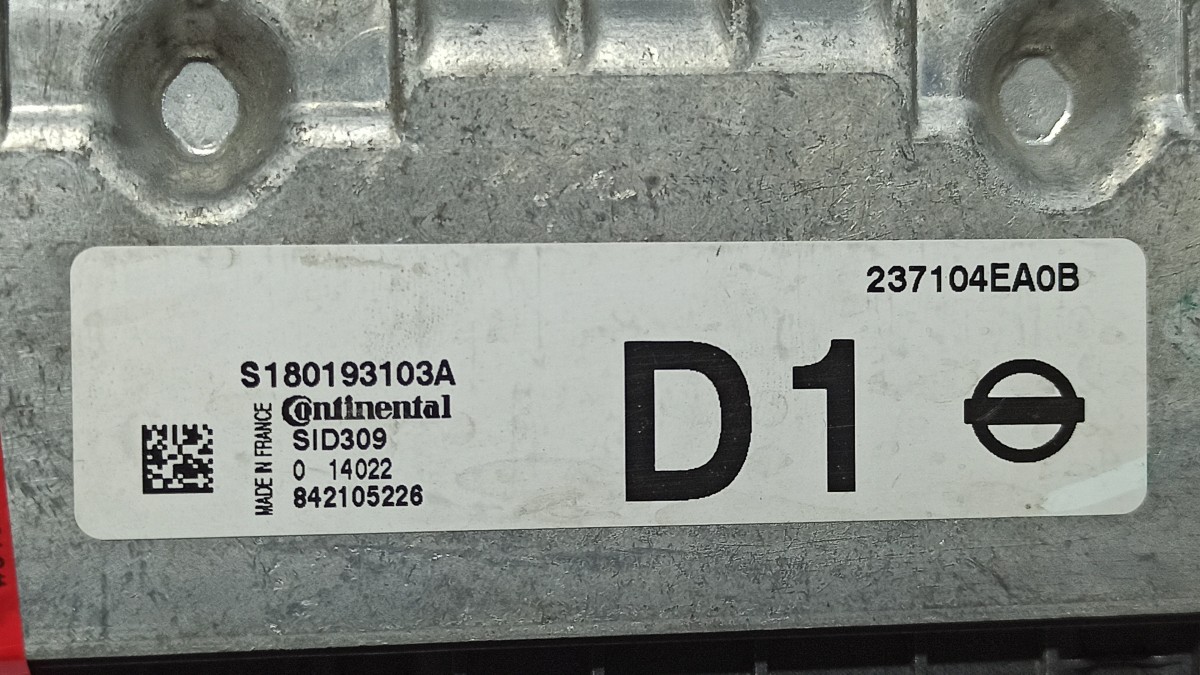 237104EA0B
S180193103A
Continental
SID309
0 14022
842105226
MADE IN FRANCE
D1